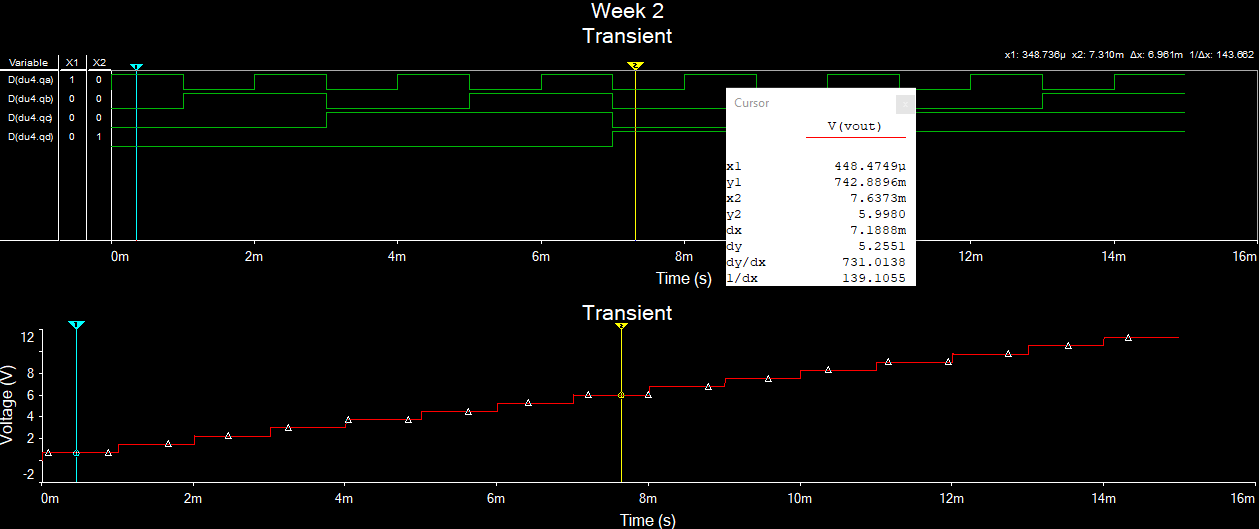 Week 2
Transient
x1: 348.736µ x2: 7.310m Δx: 6.961m 1/Δx: 143.662
Variable X1 X2
D(du4.qa) 1 0
D(du4.qb) 0 0
D(du4.qc) 0 0
D(du4.qd) 0 1
1
2
Cursor
x
V(vout)
x1 448.4749µ
y1 742.8896m
x2 7.6373m
y2 5.9980
dx 7.1888m
dy 5.2551
dy/dx 731.0138
1/dx 139.1055
0m 2m 4m 6m 8m 12m 14m 16m
Time (s)
Transient
1
2
Voltage (V)
12
8
6
4
2
-2
0m 2m 4m 6m 8m 10m 12m 14m 16m
Time (s)